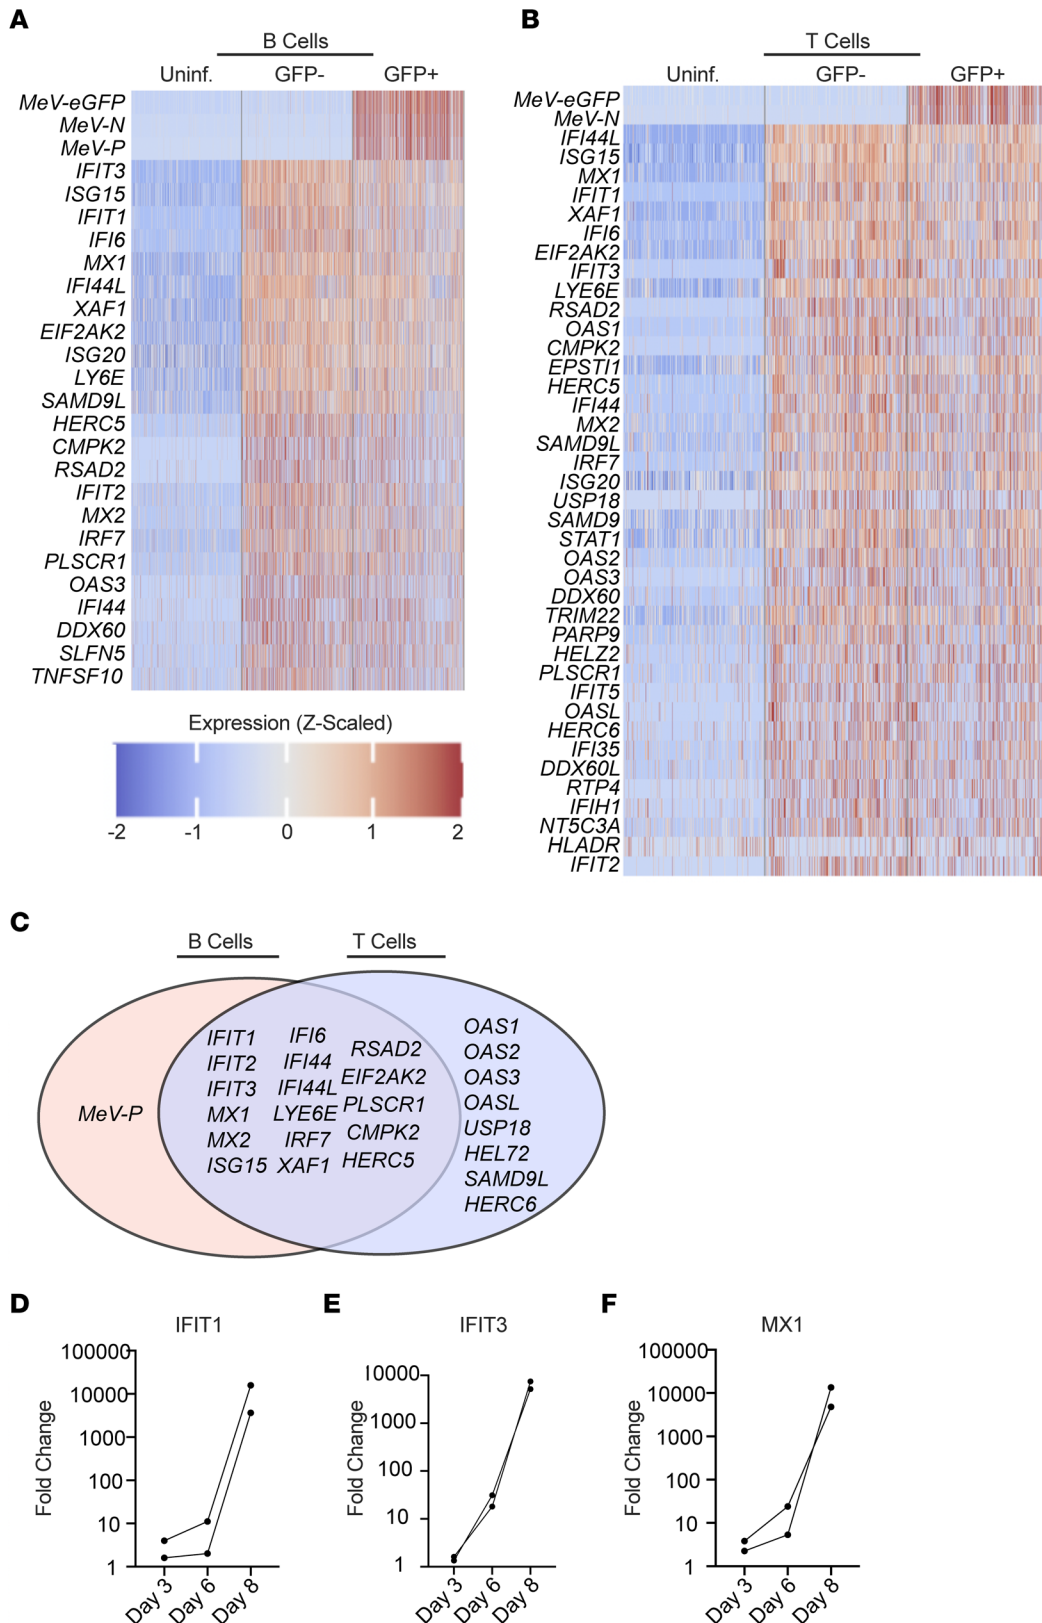 A
B Cells
Uninf. GFP- GFP+
MeV-eGFP
MeV-N
MeV-P
IFIT3
ISG15
IFIT1
IFI6
MX1
IFI44L
XAF1
EIF2AK2
ISG20
LY6E
SAMD9L
HERC5
CMPK2
RSAD2
IFIT2
MX2
IRF7
PLSCR1
OAS3
IFI44
DDX60
SLFN5
TNFSF10
Expression (Z-Scaled)
-2 -1 0 1 2
B
T Cells
Uninf. GFP- GFP+
MeV-eGFP
MeV-N
IFI44L
ISG15
MX1
IFIT1
XAF1
IFI6
EIF2AK2
IFIT3
LYE6E
RSAD2
OAS1
CMPK2
EPSTI1
HERC5
IFI44
MX2
SAMD9L
IRF7
ISG20
USP18
SAMD9
STAT1
OAS2
OAS3
DDX60
TRIM22
PARP9
HELZ2
PLSCR1
IFIT5
OASL
HERC6
IFI35
DDX60L
RTP4
IFIH1
NT5C3A
HLADR
IFIT2
C
B Cells
T Cells
MeV-P
IFIT1
IFIT2
IFIT3
MX1
MX2
ISG15
IFI6
IFI44
IFI44L
LYE6E
IRF7
XAF1
RSAD2
EIF2AK2
PLSCR1
CMPK2
HERC5
OAS1
OAS2
OAS3
OASL
USP18
HEL72
SAMD9L
HERC6
D
IFIT1
Fold Change
100000
10000
1000
100
10
1
Day 3 Day 6 Day 8
E
IFIT3
Fold Change
10000
1000
100
10
1
Day 3 Day 6 Day 8
F
MX1
Fold Change
100000
10000
1000
100
10
1
Day 3 Day 6 Day 8